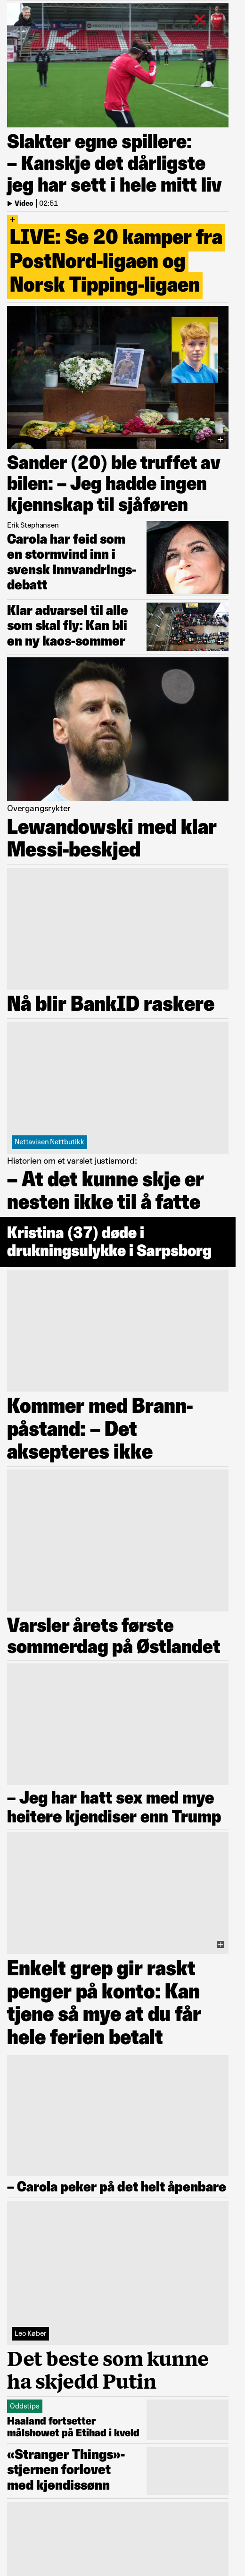 Slakter egne spillere:
– Kanskje det dårligste
jeg har sett i hele mitt liv
Video | 02:51
LIVE: Se 20 kamper fra
PostNord-ligaen og
Norsk Tipping-ligaen
Sander (20) ble truffet av
bilen: – Jeg hadde ingen
kjennskap til sjåføren
Erik Stephansen
Carola har feid som
en stormvind inn i
svensk innvandrings-
debatt
Klar advarsel til alle
som skal fly: Kan bli
en ny kaos-sommer
Overgangsrykter
Lewandowski med klar
Messi-beskjed
Nå blir BankID raskere
Nettavisen Nettbutikk
Historien om et varslet justismord:
– At det kunne skje er
nesten ikke til å fatte
Kristina (37) døde i
drukningsulykke i Sarpsborg
Kommer med Brann-
påstand: – Det
aksepteres ikke
Varsler årets første
sommerdag på Østlandet
– Jeg har hatt sex med mye
heitere kjendiser enn Trump
Enkelt grep gir raskt
penger på konto: Kan
tjene så mye at du får
hele ferien betalt
– Carola peker på det helt åpenbare
Leo Køber
Det beste som kunne
ha skjedd Putin
Oddstips
Haaland fortsetter
målshowet på Etihad i kveld
«Stranger Things»-
stjernen forlovet
med kjendissønn